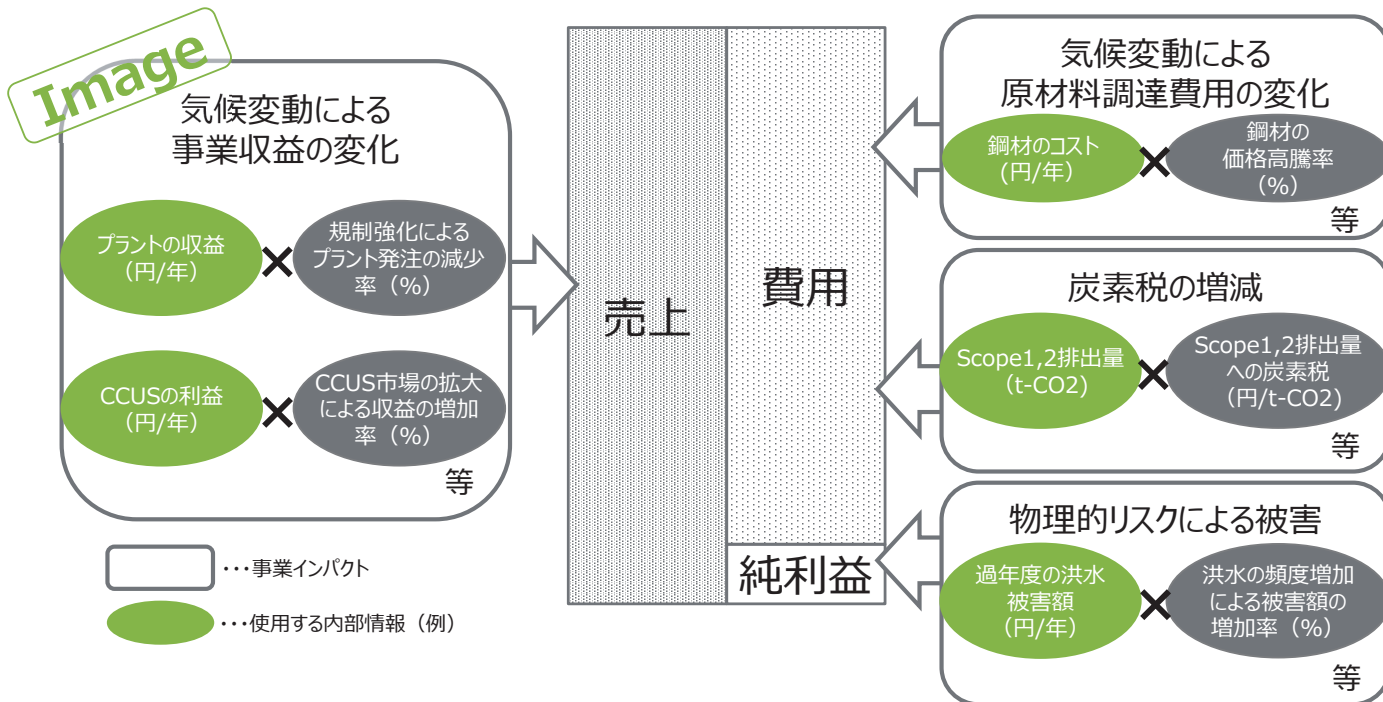 Image
気候変動による
事業収益の変化
プラントの収益
（円/年）
×
規制強化による
プラント発注の減少
率（%）
CCUSの利益
（円/年）
×
CCUS市場の拡大
による収益の増加
率（%）
等
･･･事業インパクト
･･･使用する内部情報（例）
売上
費用
純利益
気候変動による
原材料調達費用の変化
鋼材のコスト
(円/年）
×
鋼材の
価格高騰率
（%）
等
炭素税の増減
Scope1,2排出量
（t-CO2)
×
Scope1,2排出量
への炭素税
（円/t-CO2)
等
物理的リスクによる被害
過年度の洪水
被害額
（円/年）
×
洪水の頻度増加
による被害額の
増加率（%）
等